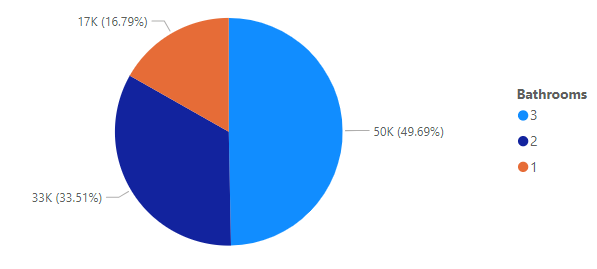 17K (16.79%)
50K (49.69%)
33K (33.51%)
Bathrooms
3
2
1